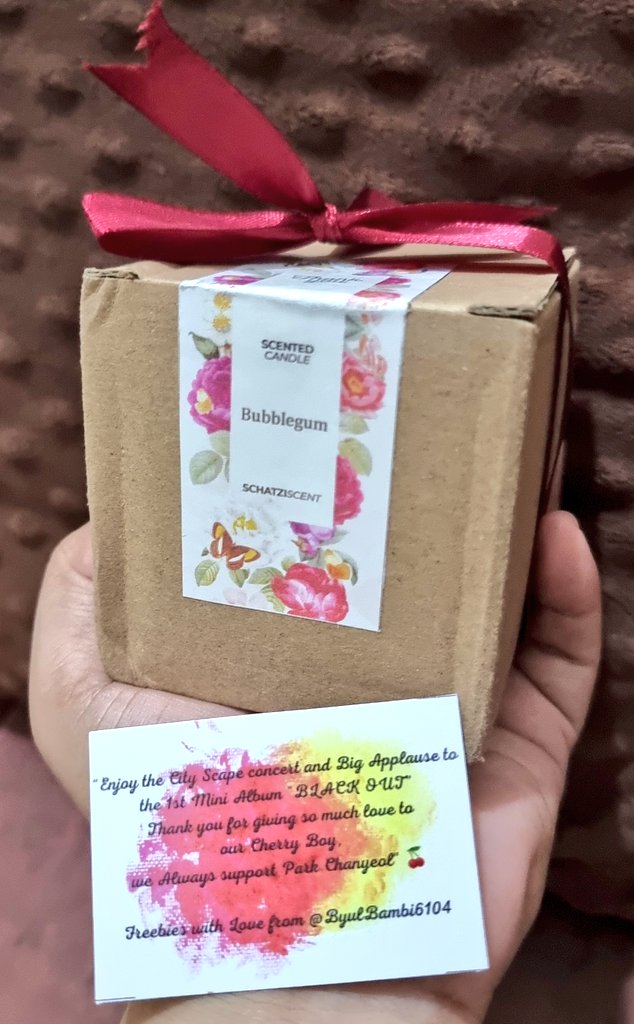 SCENTED
CANDLE
Bubblegum
SCHATZISCENT
"Enjoy the City Scape concert and Big Applause to
the 1st Mini Album "BLACK OUT"
Thank you for giving so much love to
our Cherry Boy,
we Always support Park Chanyeol" 🍒
Freebies with Love from @ByulBambi6104